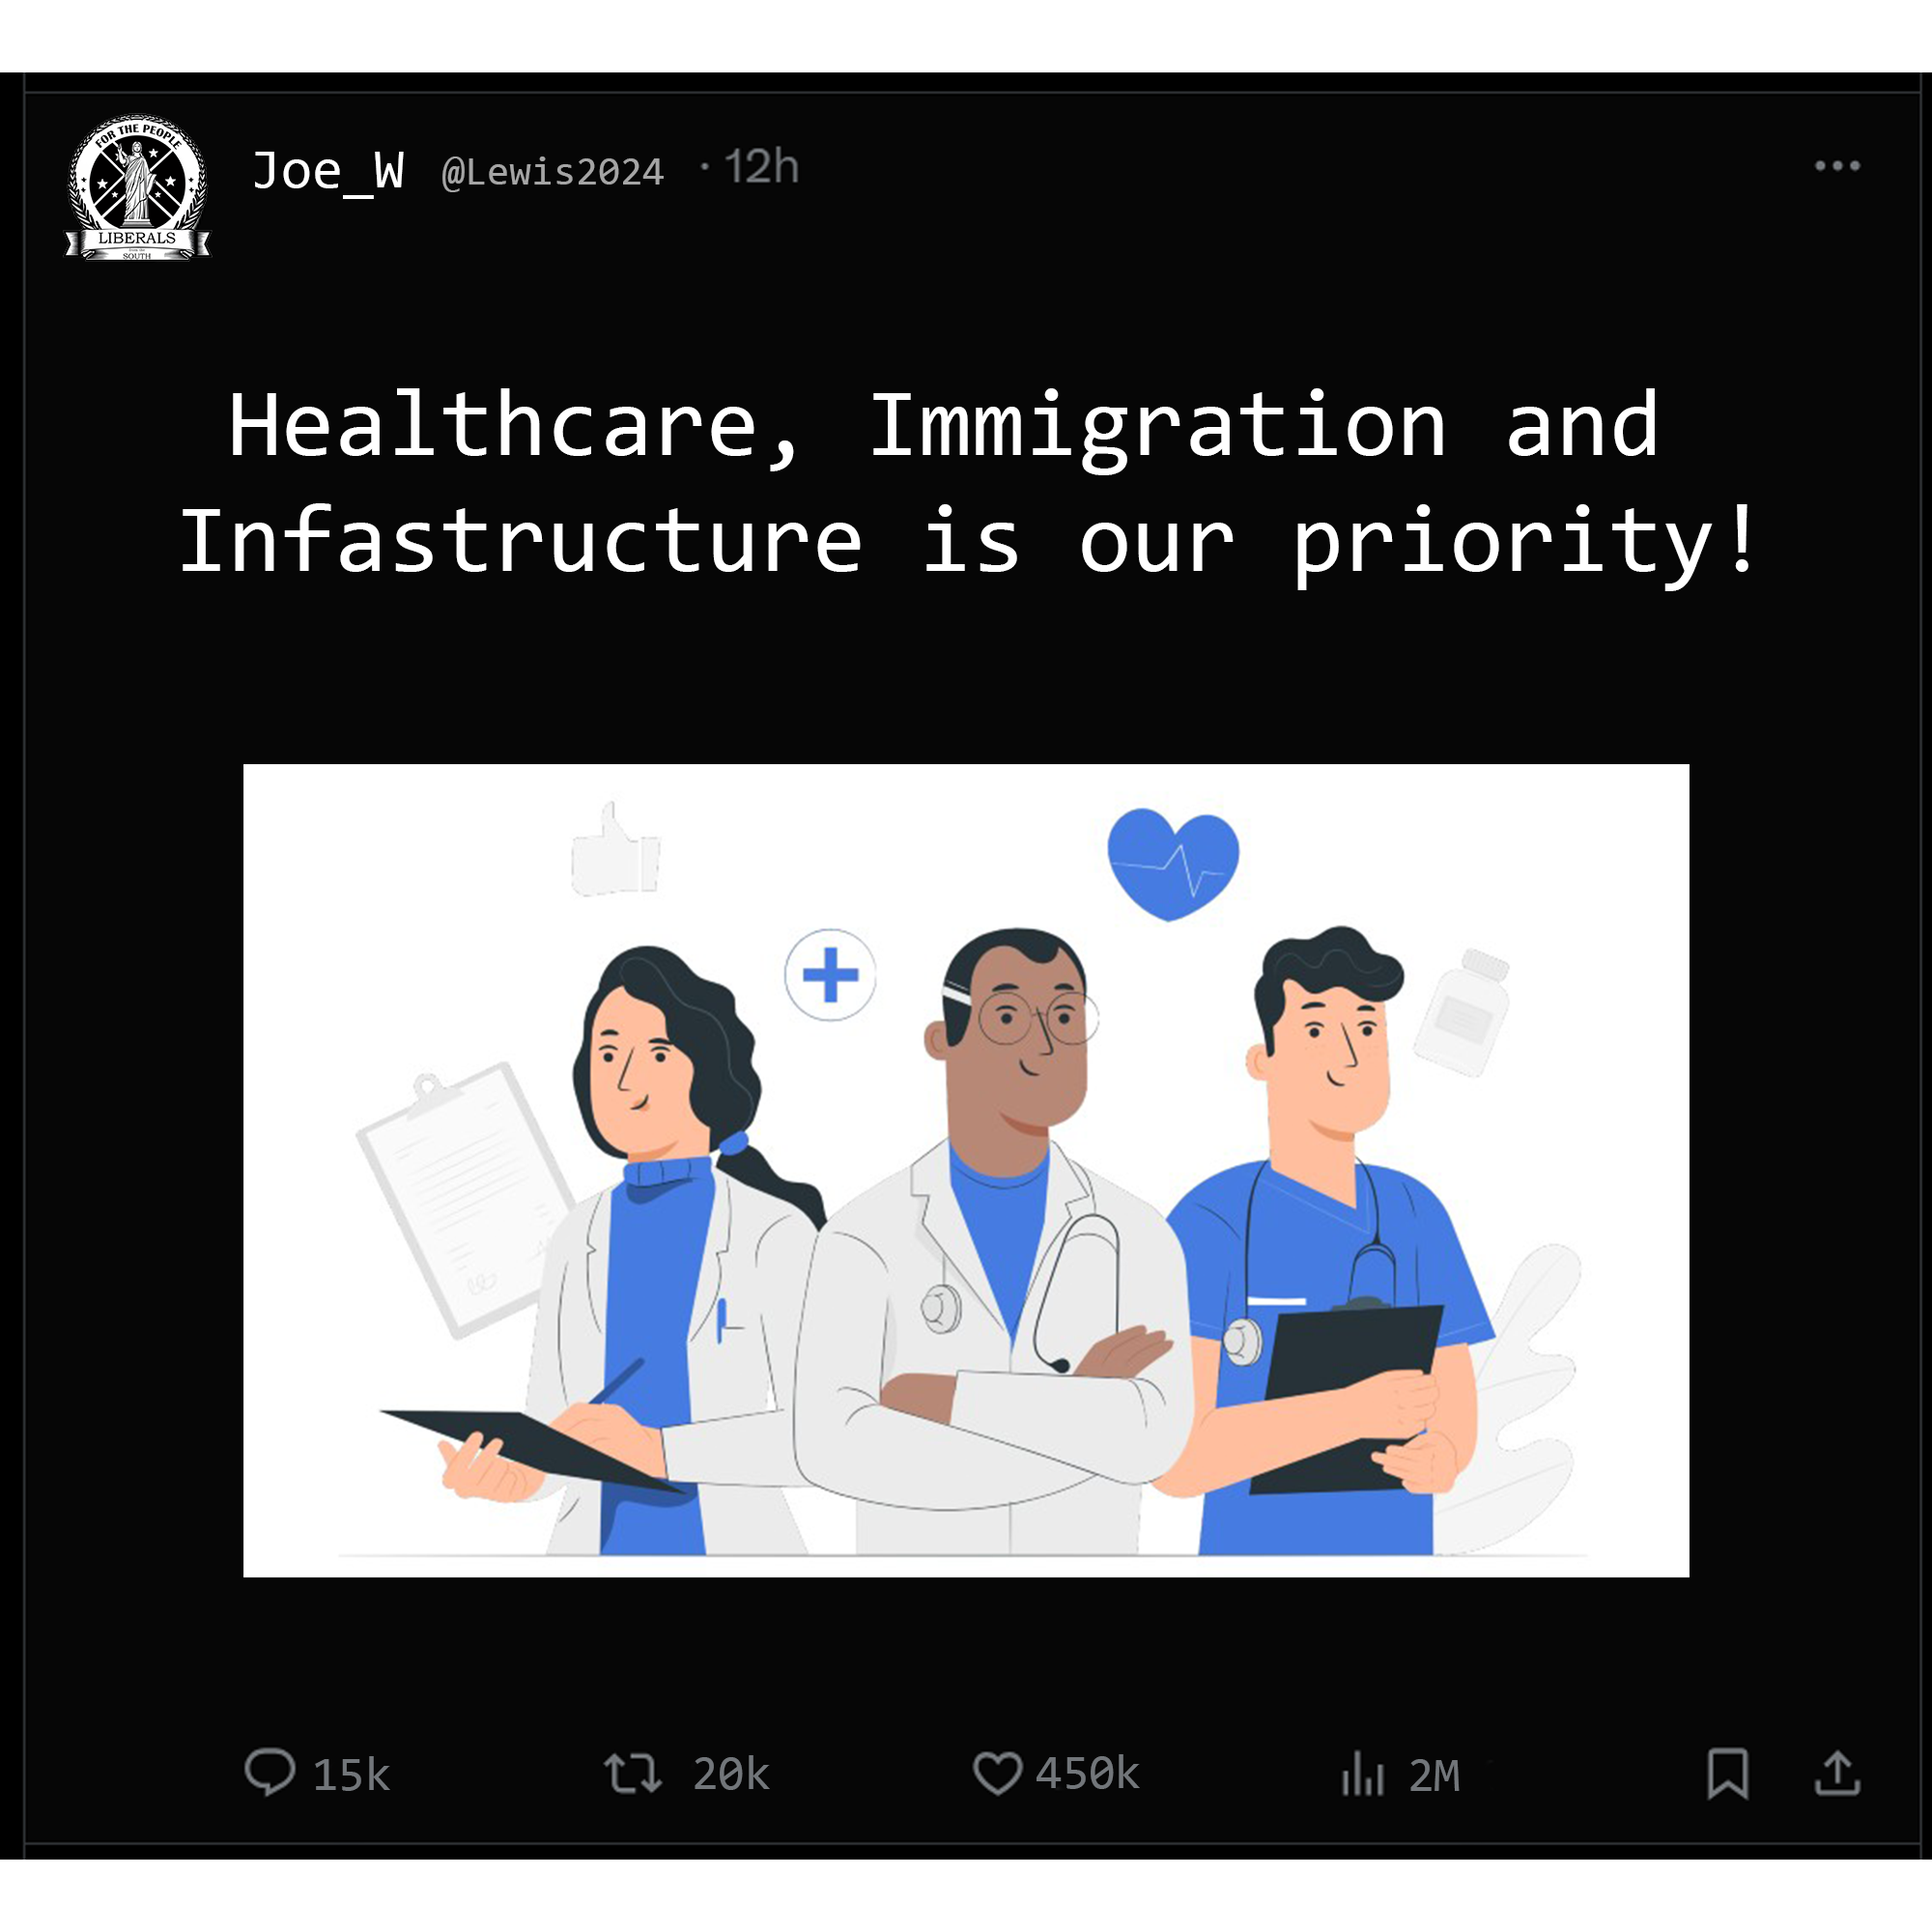 FOR THE PEOPLE
LIBERALS
SOUTH
Joe_W @Lewis2024 · 12h
Healthcare, Immigration and
Infastructure is our priority!
15k 20k 450k 2M